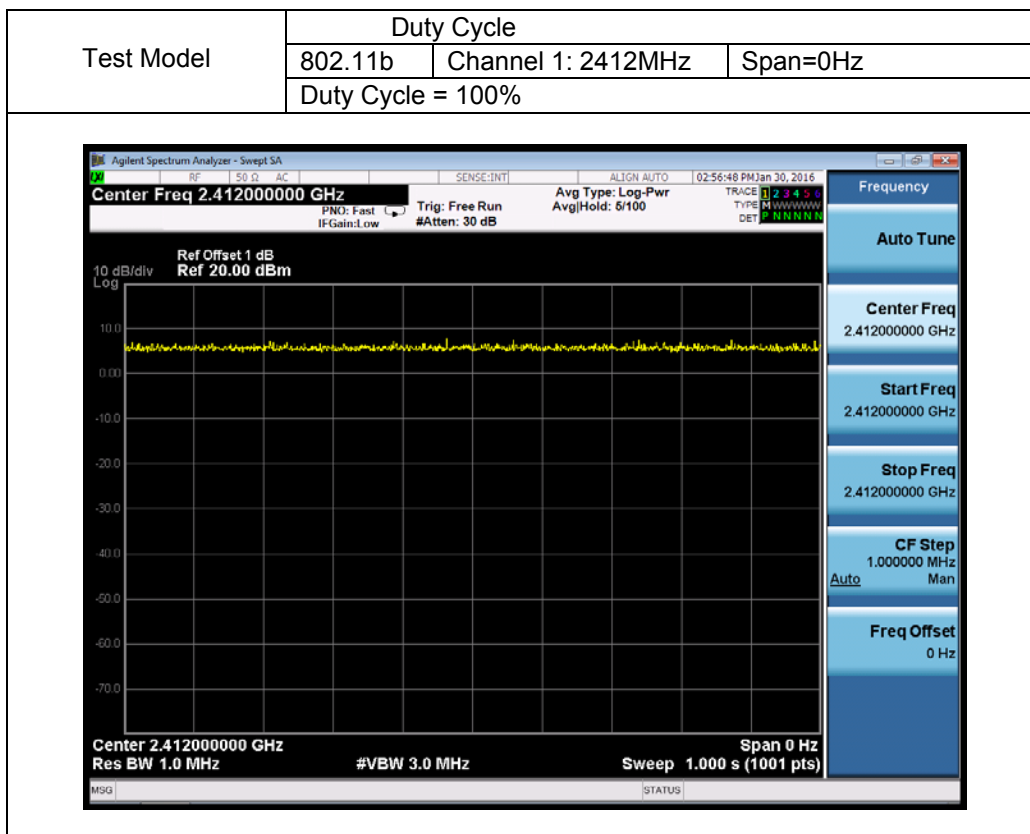 Test Model
Duty Cycle
802.11b Channel 1: 2412MHz Span=0Hz
Duty Cycle = 100%
Agilent Spectrum Analyzer - Swept SA
LXI RF 50 Ω AC SENSE:INT ALIGN AUTO 02:56:48 PM Jan 30, 2016
Center Freq 2.412000000 GHz
PNO: Fast
IFGain:Low
Trig: Free Run
#Atten: 30 dB
Avg Type: Log-Pwr
Avg|Hold: 5/100
TRACE 1 2 3 4 5 6
TYPE M WWWWW
DET P NNNNN
Frequency
Auto Tune
Ref Offset 1 dB
10 dB/div Ref 20.00 dBm
Log
10.0
0.00
-10.0
-20.0
-30.0
-40.0
-50.0
-60.0
-70.0
Center Freq
2.412000000 GHz
Start Freq
2.412000000 GHz
Stop Freq
2.412000000 GHz
CF Step
1.000000 MHz
Auto Man
Freq Offset
0 Hz
Center 2.412000000 GHz Span 0 Hz
Res BW 1.0 MHz #VBW 3.0 MHz Sweep 1.000 s (1001 pts)
MSG STATUS